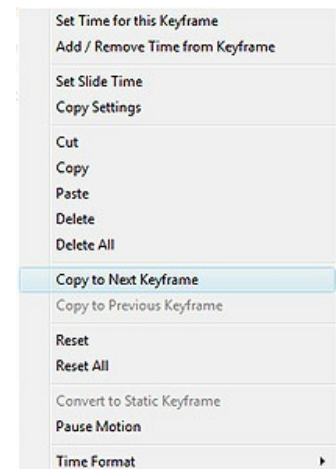 Set Time for this Keyframe
Add / Remove Time from Keyframe
Set Slide Time
Copy Settings
Cut
Copy
Paste
Delete
Delete All
Copy to Next Keyframe
Copy to Previous Keyframe
Reset
Reset All
Convert to Static Keyframe
Pause Motion
Time Format